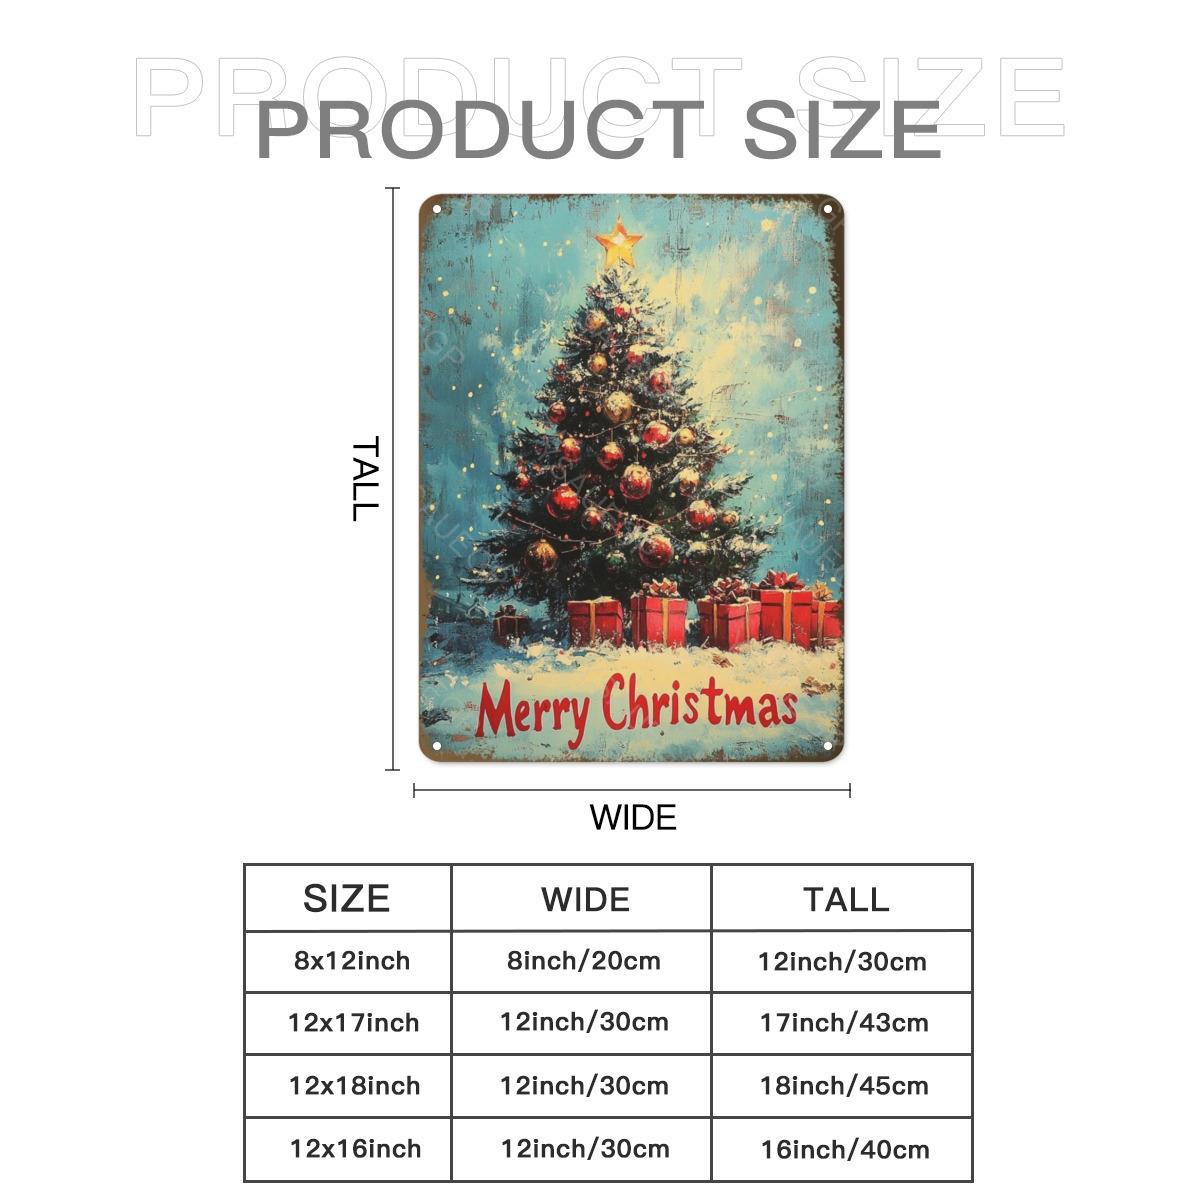 PRODUCT SIZE
PRODUCT SIZE
TALL
Merry Christmas
WIDE
SIZE WIDE TALL
8x12inch 8inch/20cm 12inch/30cm
12x17inch 12inch/30cm 17inch/43cm
12x18inch 12inch/30cm 18inch/45cm
12x16inch 12inch/30cm 16inch/40cm